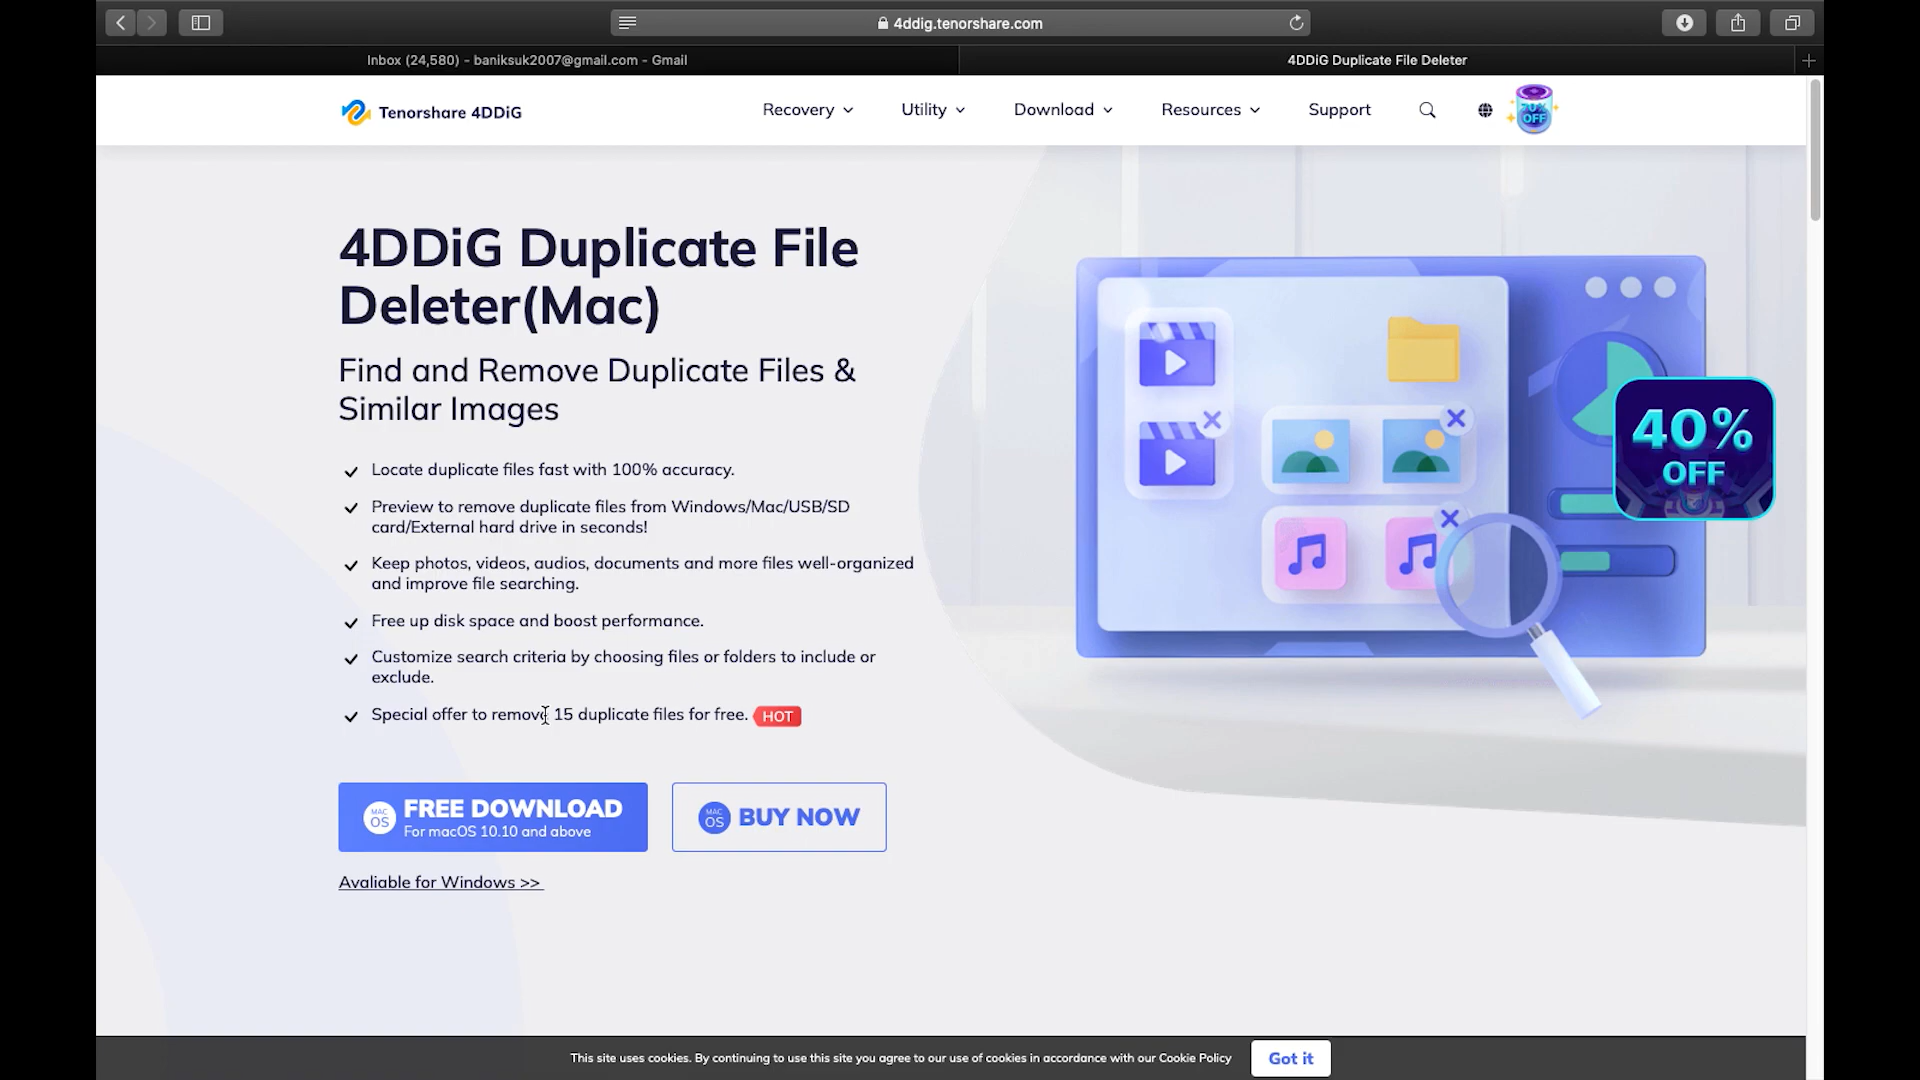 4ddig.tenorshare.com
Inbox (24,580) - baniksuk2007@gmail.com - Gmail
4DDiG Duplicate File Deleter
Tenorshare 4DDiG
Recovery
Utility
Download
Resources
Support
70%
OFF
4DDiG Duplicate File
Deleter(Mac)
Find and Remove Duplicate Files &
Similar Images
Locate duplicate files fast with 100% accuracy.
Preview to remove duplicate files from Windows/Mac/USB/SD
card/External hard drive in seconds!
Keep photos, videos, audios, documents and more files well-organized
and improve file searching.
Free up disk space and boost performance.
Customize search criteria by choosing files or folders to include or
exclude.
Special offer to remove 15 duplicate files for free. HOT
40%
OFF
MAC
OS
FREE DOWNLOAD
For macOS 10.10 and above
MAC
OS
BUY NOW
Avaliable for Windows >>
This site uses cookies. By continuing to use this site you agree to our use of cookies in accordance with our Cookie Policy
Got it